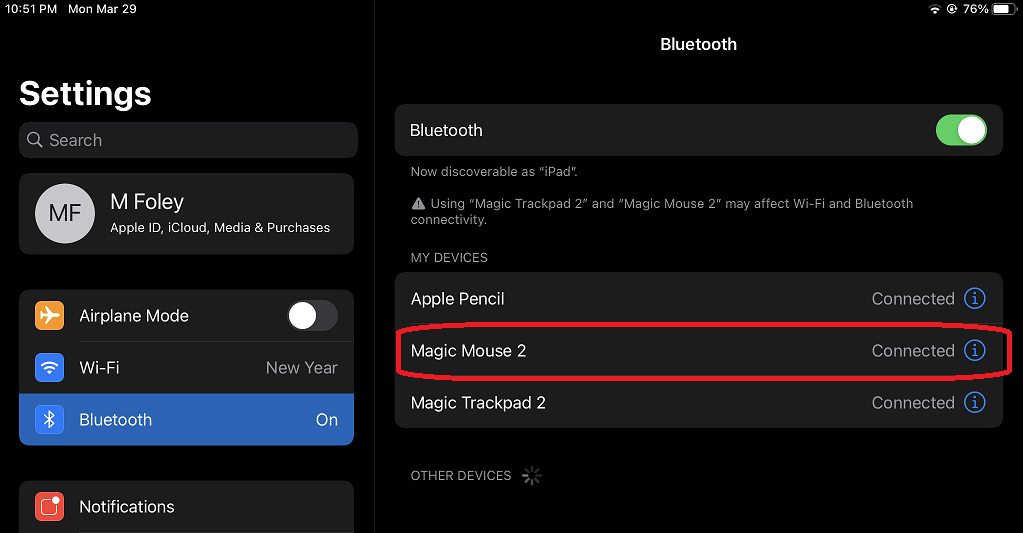 10:51 PM Mon Mar 29
76%
Settings
Search
MF
M Foley
Apple ID, iCloud, Media & Purchases
Airplane Mode
Wi-Fi New Year
Bluetooth On
Notifications
Bluetooth
Bluetooth
Now discoverable as “iPad”.
Using “Magic Trackpad 2” and “Magic Mouse 2” may affect Wi-Fi and Bluetooth
connectivity.
MY DEVICES
Apple Pencil Connected
Magic Mouse 2 Connected
Magic Trackpad 2 Connected
OTHER DEVICES